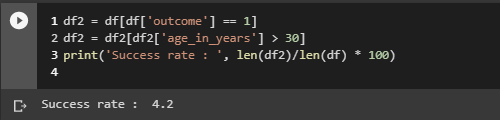 1 df2 = df[df['outcome'] == 1]
2 df2 = df2[df2['age_in_years'] > 30]
3 print('Success rate : ', len(df2)/len(df) * 100)
4
Success rate :  4.2